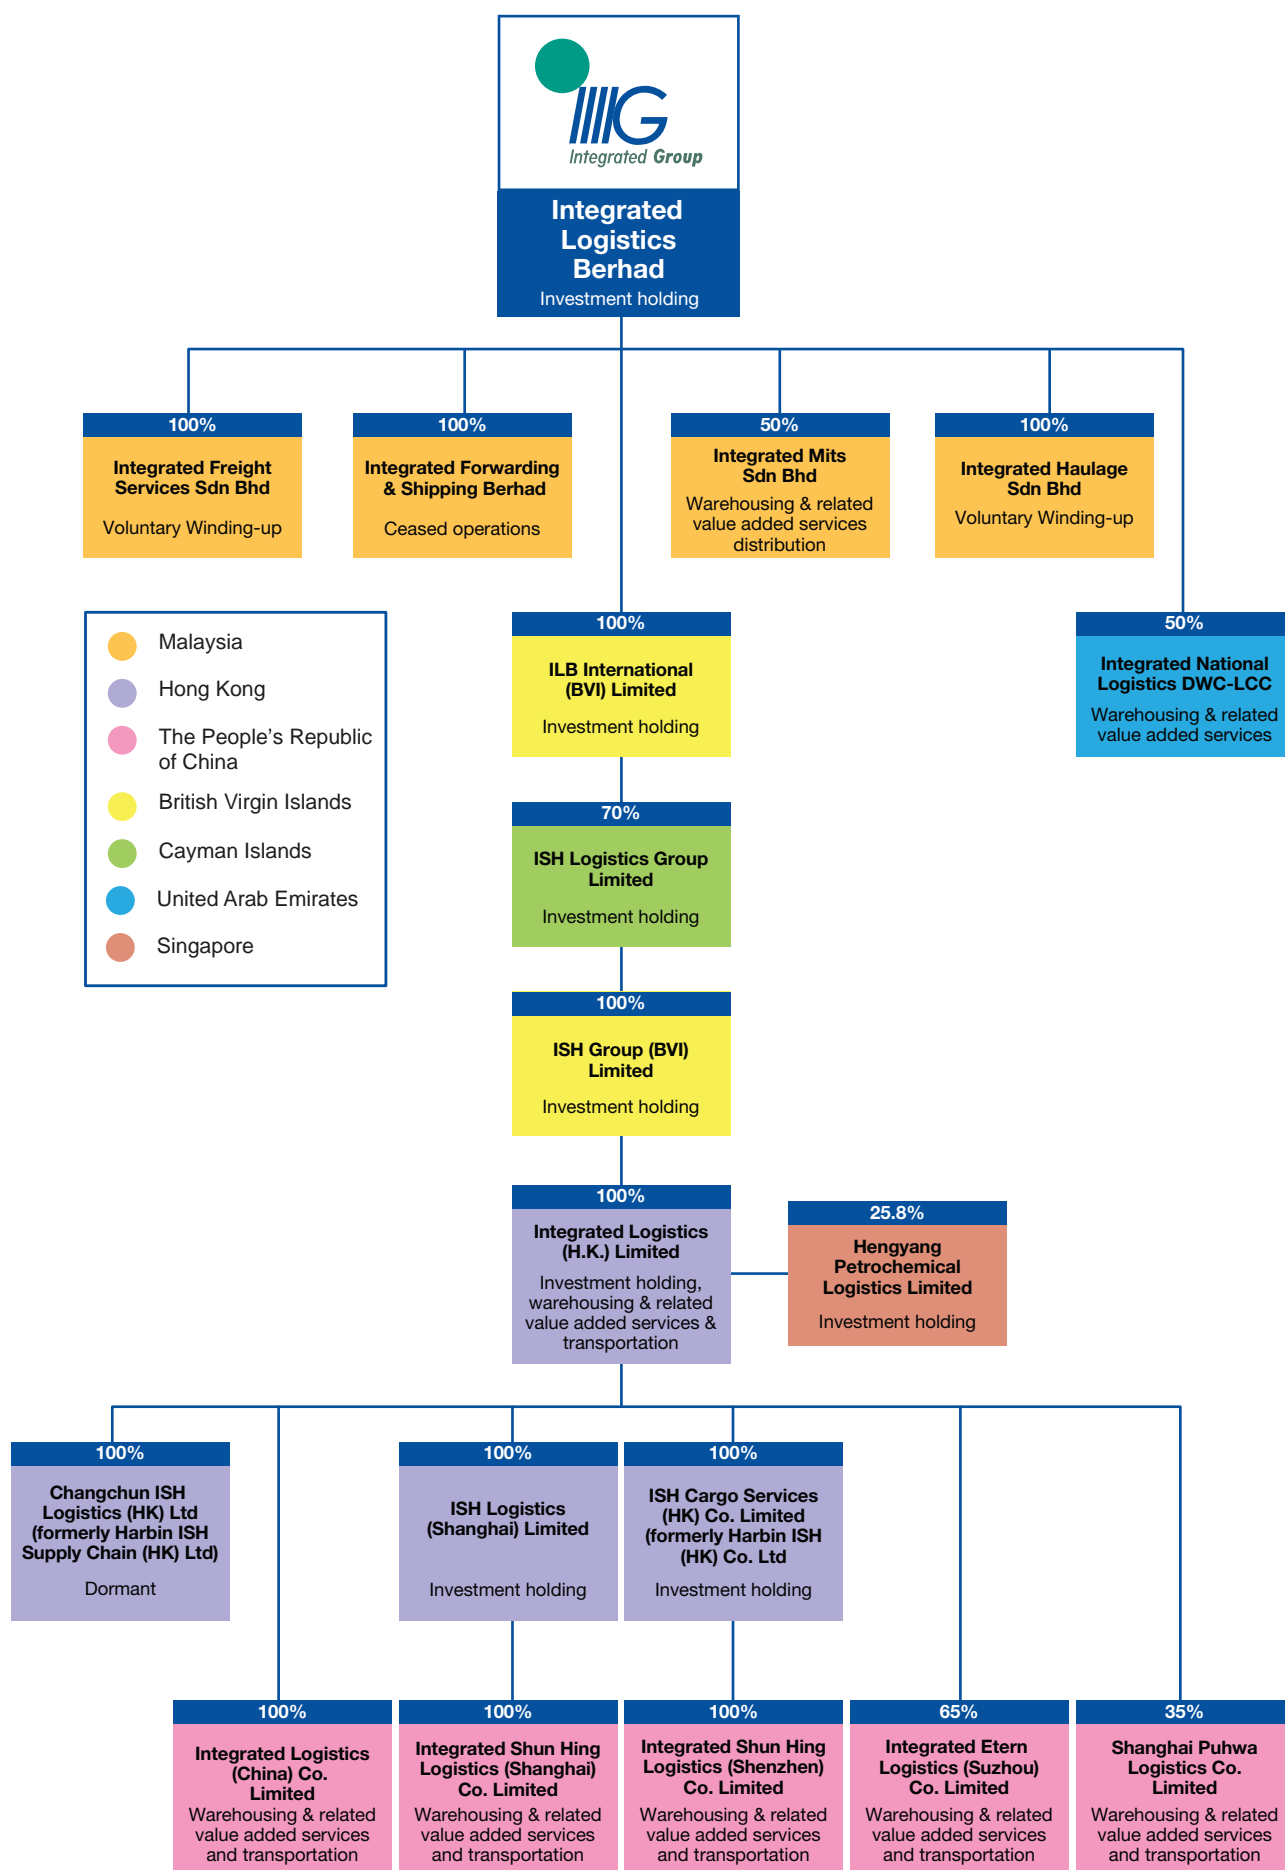 IIIIG
Integrated Group
Integrated
Logistics
Berhad
Investment holding
100%
Integrated Freight
Services Sdn Bhd
Voluntary Winding-up
100%
Integrated Forwarding
& Shipping Berhad
Ceased operations
50%
Integrated Mits
Sdn Bhd
Warehousing & related
value added services
distribution
100%
Integrated Haulage
Sdn Bhd
Voluntary Winding-up
Malaysia
Hong Kong
The People's Republic
of China
British Virgin Islands
Cayman Islands
United Arab Emirates
Singapore
100%
ILB International
(BVI) Limited
Investment holding
50%
Integrated National
Logistics DWC-LCC
Warehousing & related
value added services
70%
ISH Logistics Group
Limited
Investment holding
100%
ISH Group (BVI)
Limited
Investment holding
100%
Integrated Logistics
(H.K.) Limited
Investment holding,
warehousing & related
value added services &
transportation
25.8%
Hengyang
Petrochemical
Logistics Limited
Investment holding
100%
Changchun ISH
Logistics (HK) Ltd
(formerly Harbin ISH
Supply Chain (HK) Ltd)
Dormant
100%
ISH Logistics
(Shanghai) Limited
Investment holding
100%
ISH Cargo Services
(HK) Co. Limited
(formerly Harbin ISH
(HK) Co. Ltd
Investment holding
100%
Integrated Logistics
(China) Co.
Limited
Warehousing & related
value added services
and transportation
100%
Integrated Shun Hing
Logistics (Shanghai)
Co. Limited
Warehousing & related
value added services
and transportation
100%
Integrated Shun Hing
Logistics (Shenzhen)
Co. Limited
Warehousing & related
value added services
and transportation
65%
Integrated Etern
Logistics (Suzhou)
Co. Limited
Warehousing & related
value added services
and transportation
35%
Shanghai Puhwa
Logistics Co.
Limited
Warehousing & related
value added services
and transportation